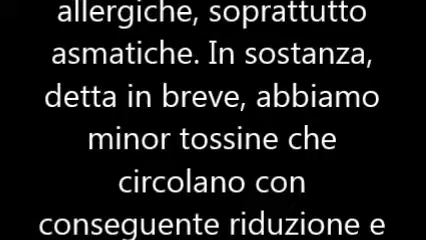 allergiche, soprattutto
asmatiche. In sostanza,
detta in breve, abbiamo
minor tossine che
circolano con
conseguente riduzione e